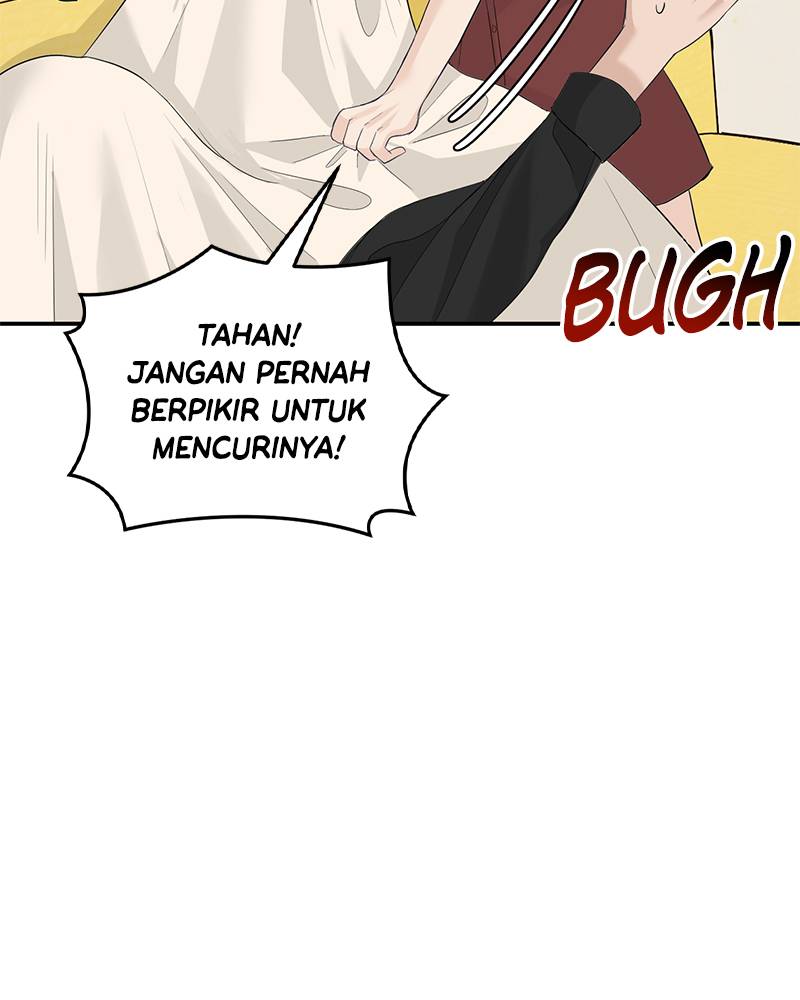 BUGH
TAHAN!
JANGAN PERNAH
BERPIKIR UNTUK
MENCURINYA!